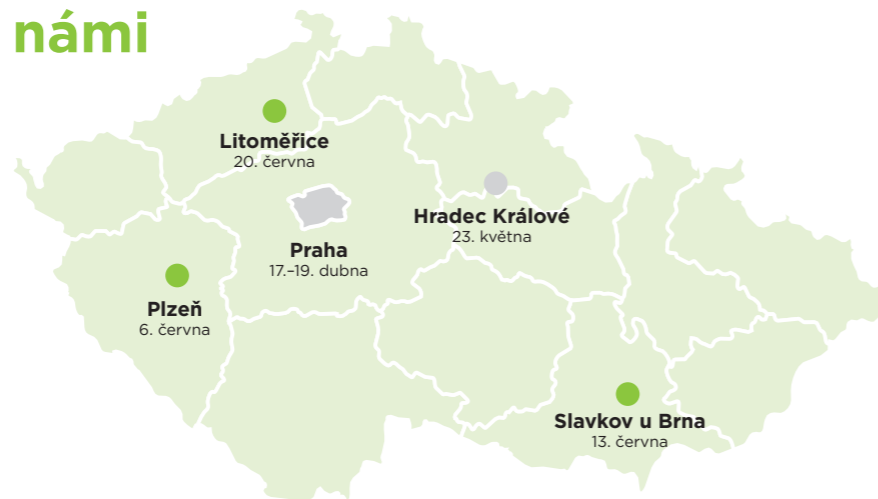 námi
Litoměřice
20. června
Hradec Králové
23. května
Praha
17.–19. dubna
Plzeň
6. června
Slavkov u Brna
13. června